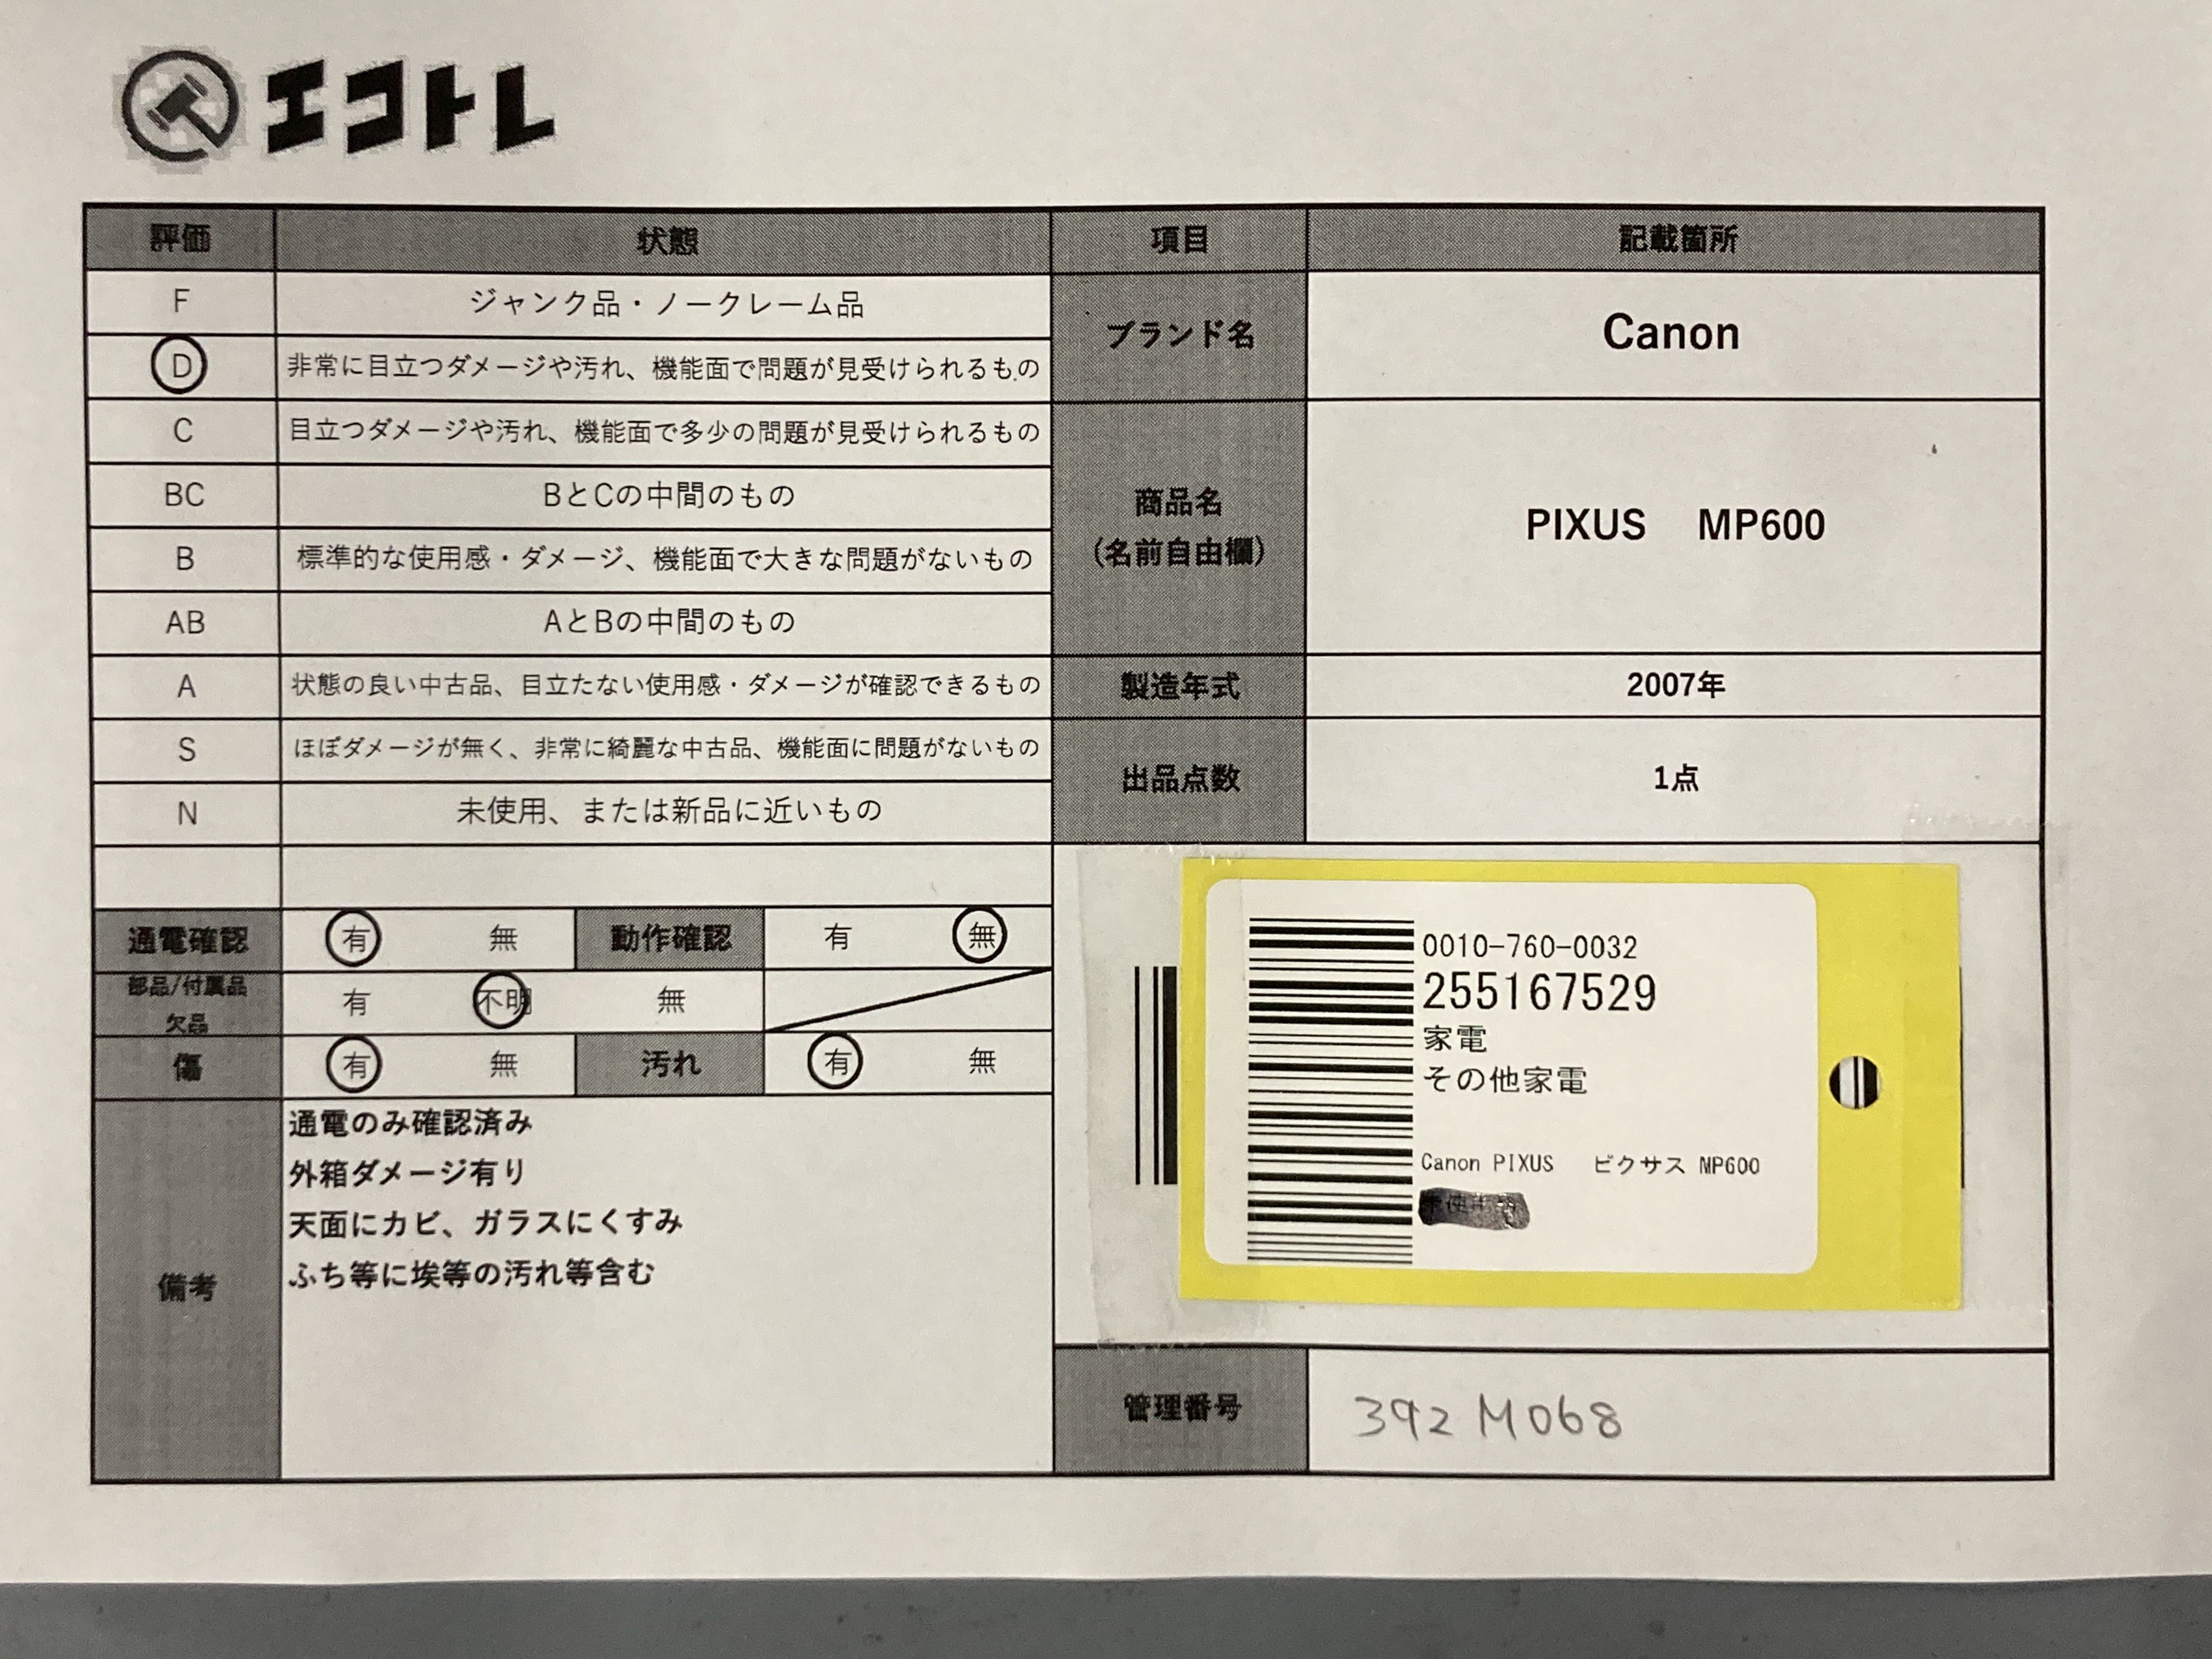 エコトレ
評価 状態 項目 記載箇所
F ジャンク品・ノークレーム品
D 非常に目立つダメージや汚れ、機能面で問題が見受けられるもの
C 目立つダメージや汚れ、機能面で多少の問題が見受けられるもの
BC BとCの中間のもの
B 標準的な使用感・ダメージ、機能面で大きな問題がないもの
AB AとBの中間のもの
A 状態の良い中古品、目立たない使用感・ダメージが確認できるもの
S ほぼダメージが無く、非常に綺麗な中古品、機能面に問題がないもの
N 未使用、または新品に近いもの
ブランド名 Canon
商品名
(名前自由欄)
PIXUS MP600
製造年式 2007年
出品点数 1点
通電確認 有 無 動作確認 有 無
部品/付属品
欠品
有 不明 無
傷 有 無 汚れ 有 無
備考
通電のみ確認済み
外箱ダメージ有り
天面にカビ、ガラスにくすみ
ふち等に埃等の汚れ等含む
0010-760-0032
255167529
家電
その他家電
Canon PIXUS ピクサス MP600
管理番号 392 M068